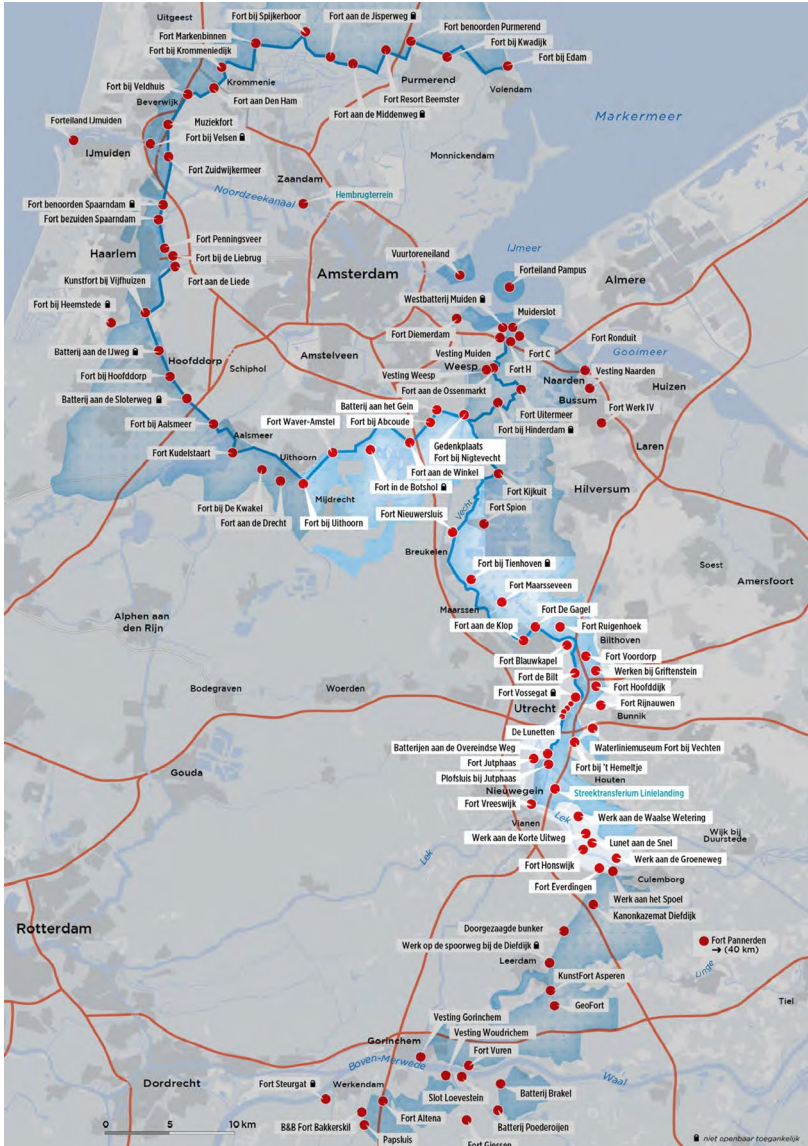 Uitgeest
Fort bij Spijkerboor
Fort aan de Jisperweg
Fort Markenbinnen
Fort benoorden Purmerend
Fort bij Krommeniedijk
Fort bij Kwadijk
Fort bij Edam
Krommenie
Purmerend
Fort bij Veldhuis
Volendam
Beverwijk
Fort aan Den Ham
Fort Resort Beemster
Fort aan de Middenweg
Markermeer
Forteiland IJmuiden
Muziekfort
Fort bij Velsen
IJmuiden
Monnickendam
Fort Zuidwijkermeer
Zaandam
Noordzeekanaal
Hembrugterrein
Fort benoorden Spaarndam
Fort bezuiden Spaarndam
Fort Penningsveer
IJmeer
Haarlem
Fort bij de Liebrug
Vuurtoreneiland
Amsterdam
Forteiland Pampus
Almere
Kunstfort bij Vijfhuizen
Fort aan de Liede
Westbatterij Muiden
Fort bij Heemstede
Muiderslot
Fort Diemerdam
Fort Ronduit
Batterij aan de IJweg
Hoofddorp
Amstelveen
Vesting Muiden
Fort C
Gooimeer
Schiphol
Weesp
Fort H
Vesting Naarden
Fort bij Hoofddorp
Vesting Weesp
Naarden
Huizen
Fort aan de Ossenmarkt
Bussum
Batterij aan de Sloterweg
Batterij aan het Gein
Fort Uitermeer
Fort Werk IV
Fort bij Aalsmeer
Fort Waver-Amstel
Fort bij Abcoude
Fort bij Hinderdam
Aalsmeer
Gedenkplaats
Fort bij Nigtevecht
Laren
Fort Kudelstaart
Uithoorn
Fort aan de Winkel
Fort in de Botshol
Fort Kijkuit
Hilversum
Mijdrecht
Fort bij De Kwakel
Vecht
Fort Spion
Fort aan de Drecht
Fort bij Uithoorn
Fort Nieuwersluis
Breukelen
Fort bij Tienhoven
Soest
Amersfoort
Fort Maarsseveen
Maarssen
Alphen aan
den Rijn
Fort De Gagel
Fort aan de Klop
Fort Ruigenhoek
Bilthoven
Fort Blauwkapel
Fort Voordorp
Fort de Bilt
Werken bij Griftenstein
Bodegraven
Woerden
Fort Hoofddijk
Fort Vossegat
Fort Rijnauwen
Utrecht
Bunnik
De Lunetten
Batterijen aan de Overeindse Weg
Waterliniemuseum Fort bij Vechten
Fort Jutphaas
Fort bij 't Hemeltje
Gouda
Plofsluis bij Jutphaas
Houten
Nieuwegein
Streektransferium Linielanding
Fort Vreeswijk
Lek
Werk aan de Waalse Wetering
Vianen
Wijk bij
Duurstede
Werk aan de Korte Uitweg
Lunet aan de Snel
Lek
Werk aan de Groeneweg
Fort Honswijk
Culemborg
Fort Everdingen
Werk aan het Spoel
Kanonkazemat Diefdijk
Rotterdam
Doorgezaagde bunker
Fort Pannerden
→ (40 km)
Werk op de spoorweg bij de Diefdijk
Leerdam
Linge
KunstFort Asperen
Tiel
GeoFort
Vesting Gorinchem
Vesting Woudrichem
Gorinchem
Fort Vuren
Boven-Merwede
Waal
Dordrecht
Fort Steurgat
Werkendam
Slot Loevestein
Batterij Brakel
0 5 10 km
B&B Fort Bakkerskil
Fort Altena
Batterij Poederoijen
Papsluis
Fort Giessen
niet openbaar toegankelijk